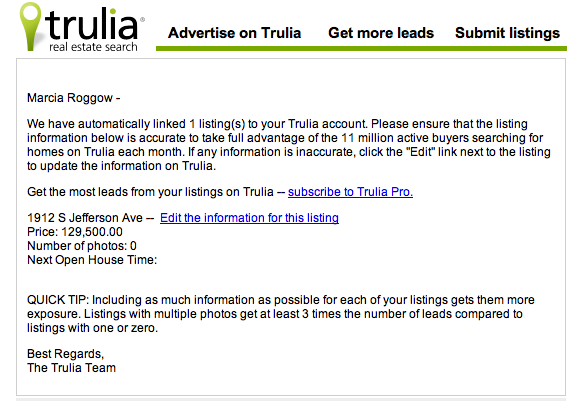 trulia®
real estate search
Advertise on Trulia Get more leads Submit listings
Marcia Roggow -
We have automatically linked 1 listing(s) to your Trulia account. Please ensure that the listing
information below is accurate to take full advantage of the 11 million active buyers searching for
homes on Trulia each month. If any information is inaccurate, click the "Edit" link next to the listing
to update the information on Trulia.
Get the most leads from your listings on Trulia -- subscribe to Trulia Pro.
1912 S Jefferson Ave -- Edit the information for this listing
Price: 129,500.00
Number of photos: 0
Next Open House Time:
QUICK TIP: Including as much information as possible for each of your listings gets them more
exposure. Listings with multiple photos get at least 3 times the number of leads compared to
listings with one or zero.
Best Regards,
The Trulia Team